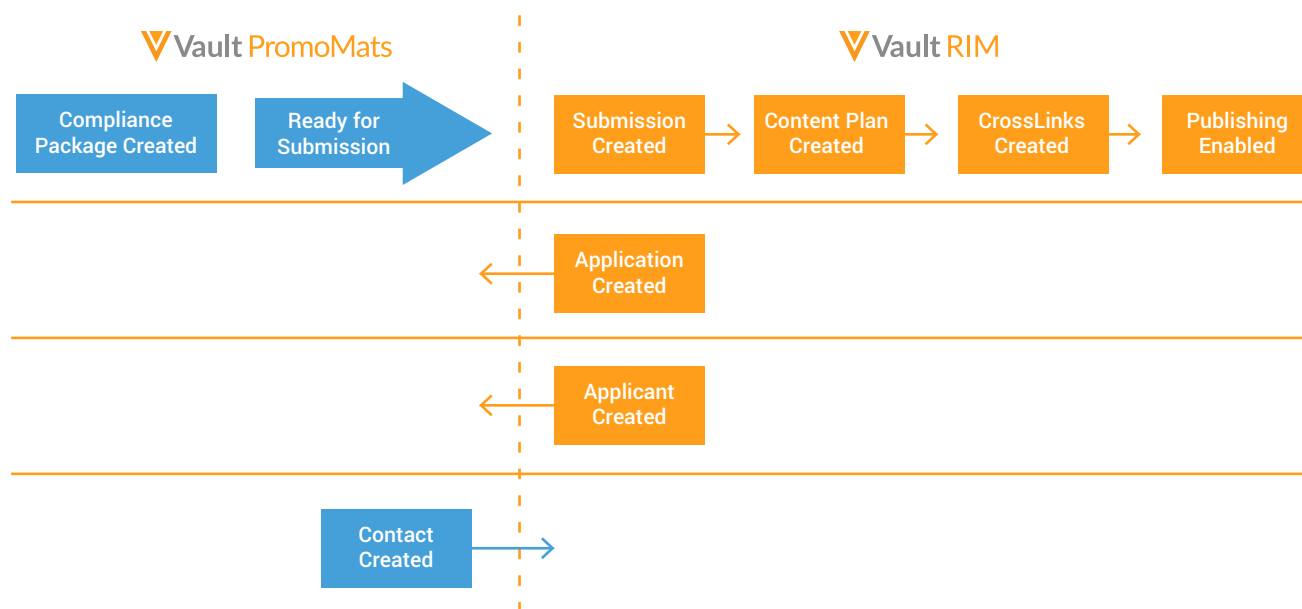 Vault PromoMats
Vault RIM
Compliance
Package Created
Ready for
Submission
Submission
Created
Content Plan
Created
CrossLinks
Created
Publishing
Enabled
Application
Created
Applicant
Created
Contact
Created